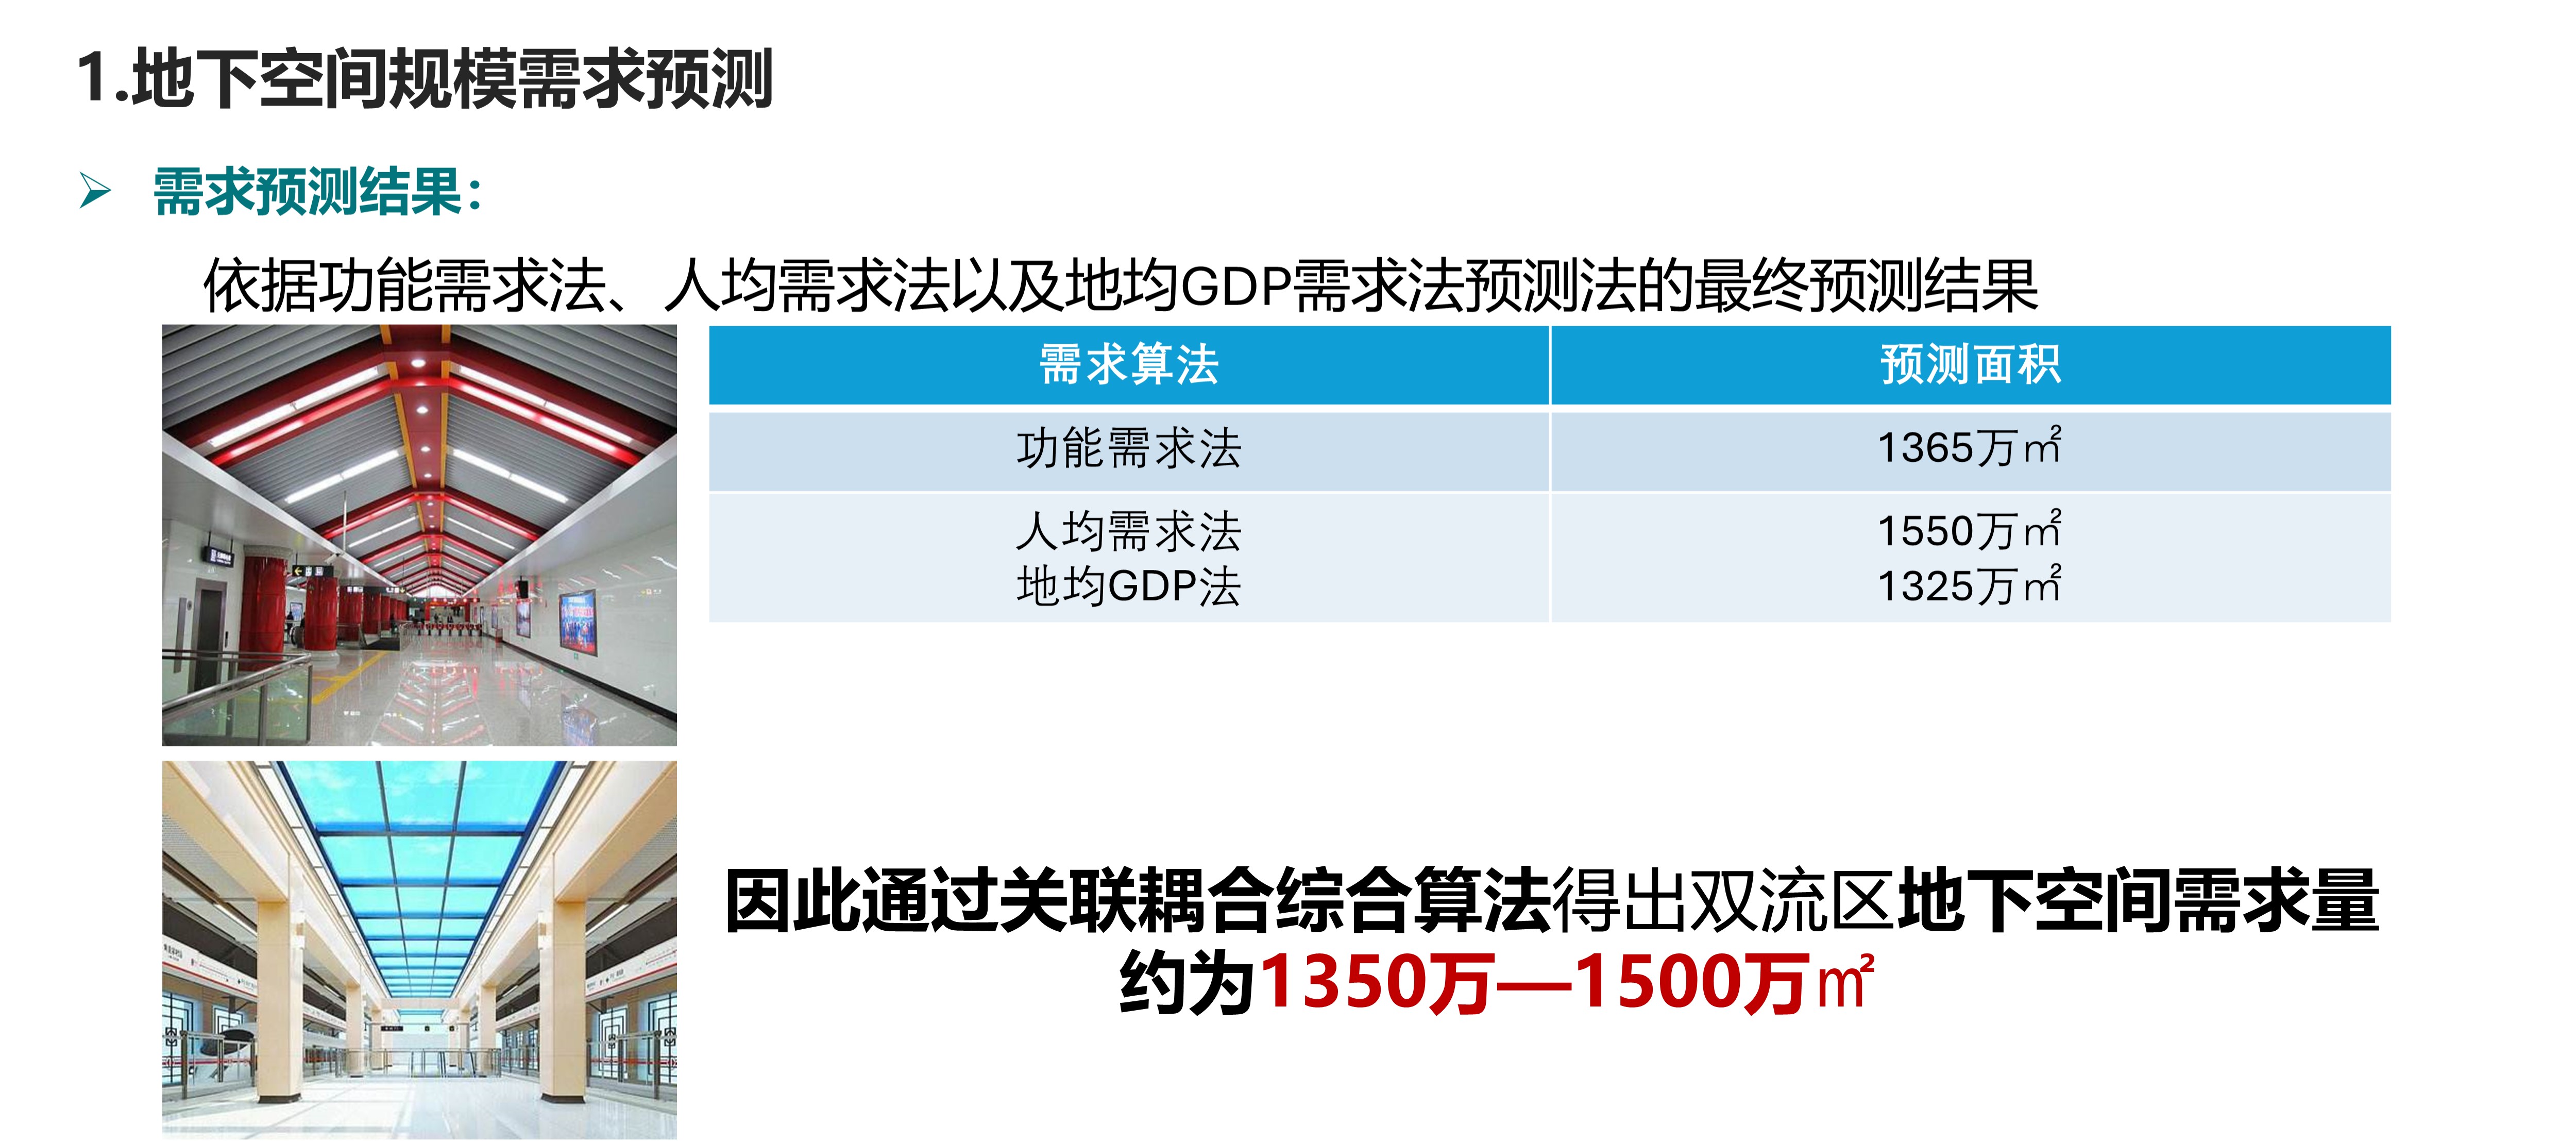 1.地下空间规模需求预测
➢ 需求预测结果：
依据功能需求法、人均需求法以及地均GDP需求法预测法的最终预测结果
需求算法 预测面积
功能需求法 1365万㎡
人均需求法 1550万㎡
地均GDP法 1325万㎡
因此通过关联耦合综合算法得出双流区地下空间需求量
约为1350万—1500万㎡